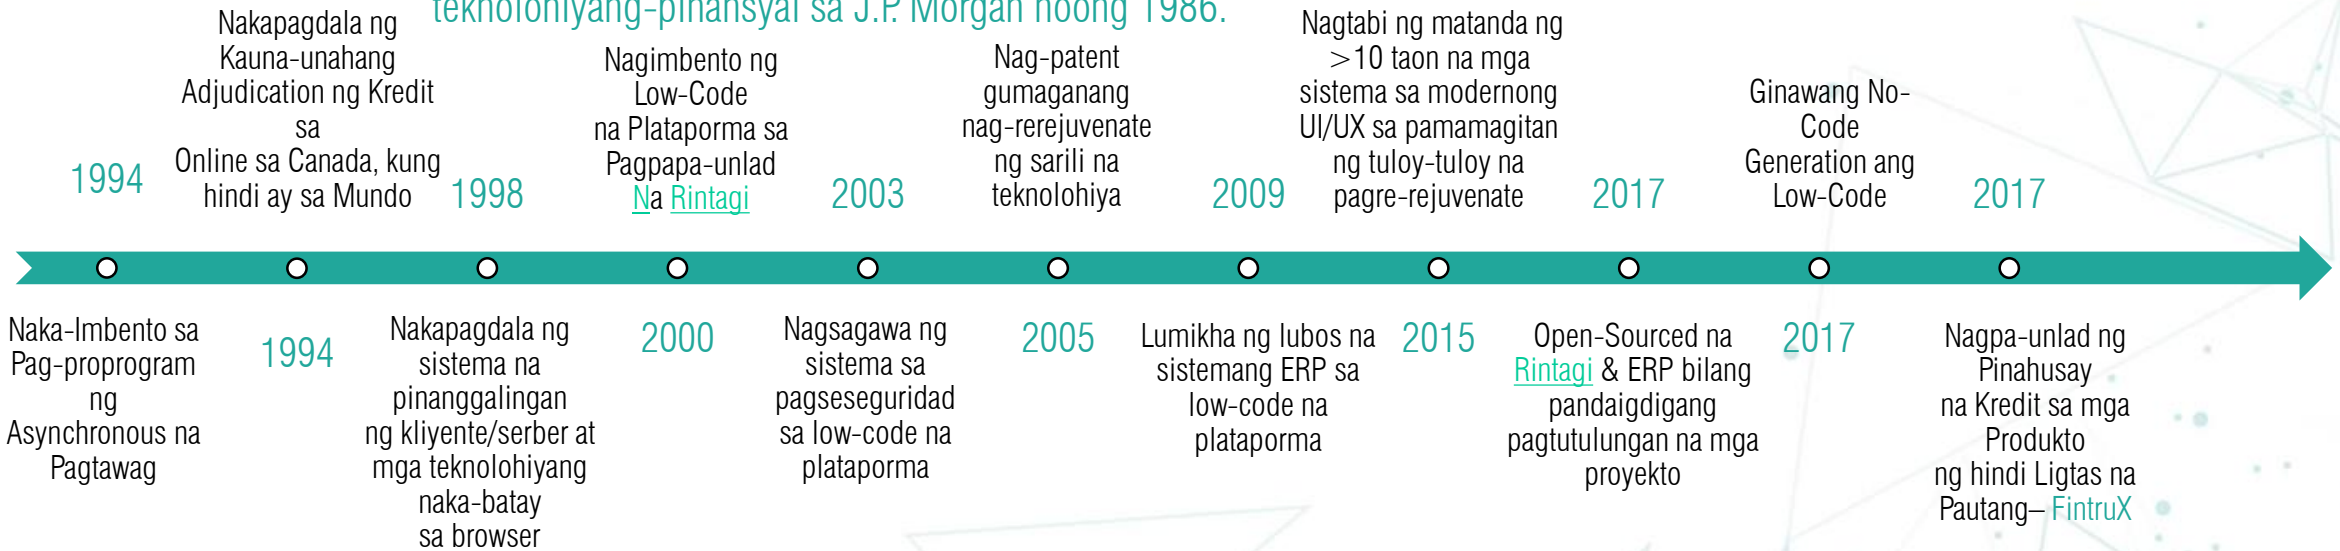 teknolohiyang-pinansyal sa J.P. Morgan noong 1986.
1994
Naka-Imbento sa
Pag-proprogram
ng
Asynchronous na
Pagtawag
Nakapagdala ng
Kauna-unahang
Adjudication ng Kredit
sa
Online sa Canada, kung
hindi ay sa Mundo
1994
1998
Nakapagdala ng
sistema na
pinanggalingan
ng kliyente/serber at
mga teknolohiyang
naka-batay
sa browser
Nagimbento ng
Low-Code
na Plataporma sa
Pagpapa-unlad
Na Rintagi
2000
2003
Nagsagawa ng
sistema sa
pagseseguridad
sa low-code na
plataporma
Nag-patent
gumaganang
nag-rerejuvenate
ng sarili na
teknolohiya
2005
2009
Lumikha ng lubos na
sistemang ERP sa
low-code na
plataporma
Nagtabi ng matanda ng
>10 taon na mga
sistema sa modernong
UI/UX sa pamamagitan
ng tuloy-tuloy na
pagre-rejuvenate
2015
2017
Open-Sourced na
Rintagi & ERP bilang
pandaigdigang
pagtutulungan na mga
proyekto
Ginawang No-
Code
Generation ang
Low-Code
2017
2017
Nagpa-unlad ng
Pinahusay
na Kredit sa mga
Produkto
ng hindi Ligtas na
Pautang– FintruX